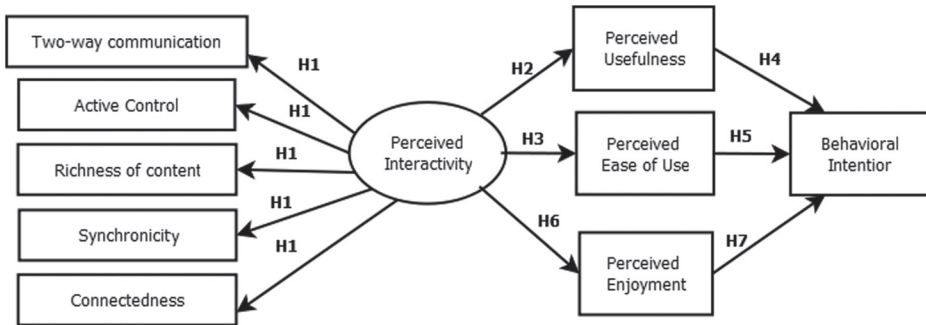 Two-way communication
Active Control
Richness of content
Synchronicity
Connectedness
H1
H1
H1
H1
H1
Perceived
Interactivity
H2
H3
H6
Perceived
Usefulness
Perceived
Ease of Use
Perceived
Enjoyment
H4
H5
H7
Behavioral
Intentior